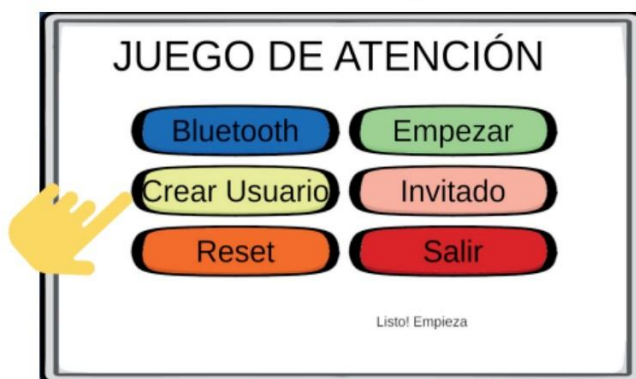 JUEGO DE ATENCIÓN
Bluetooth
Empezar
Crear Usuario
Invitado
Reset
Salir
Listo! Empieza